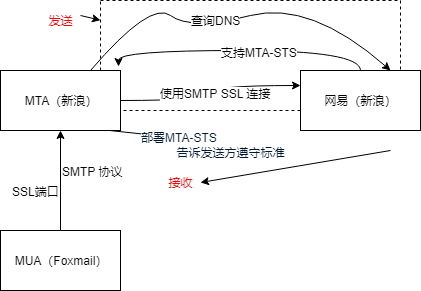 发送
查询DNS
支持MTA-STS
MTA（新浪）
使用SMTP SSL 连接
网易（新浪）
部署MTA-STS
告诉发送方遵守标准
SMTP 协议
接收
SSL端口
MUA（Foxmail）